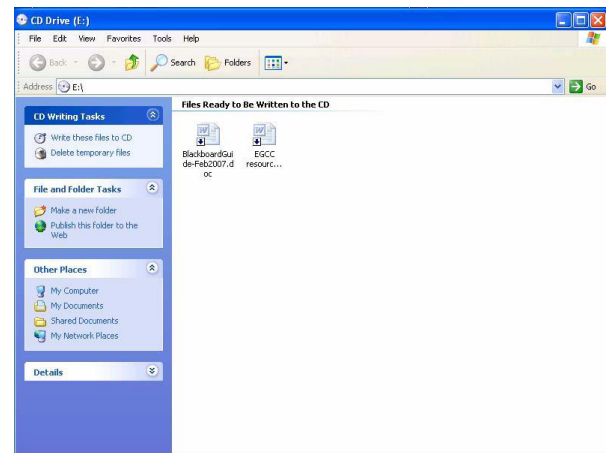 CD Drive (E:)
File Edit View Favorites Tools Help
Back Search Folders
Address E:\ Go
Files Ready to Be Written to the CD
CD Writing Tasks
Write these files to CD
Delete temporary files
BlackboardGui
de-Feb2007.d
oc
EGCC
resourc...
File and Folder Tasks
Make a new folder
Publish this folder to the
Web
Other Places
My Computer
My Documents
Shared Documents
My Network Places
Details